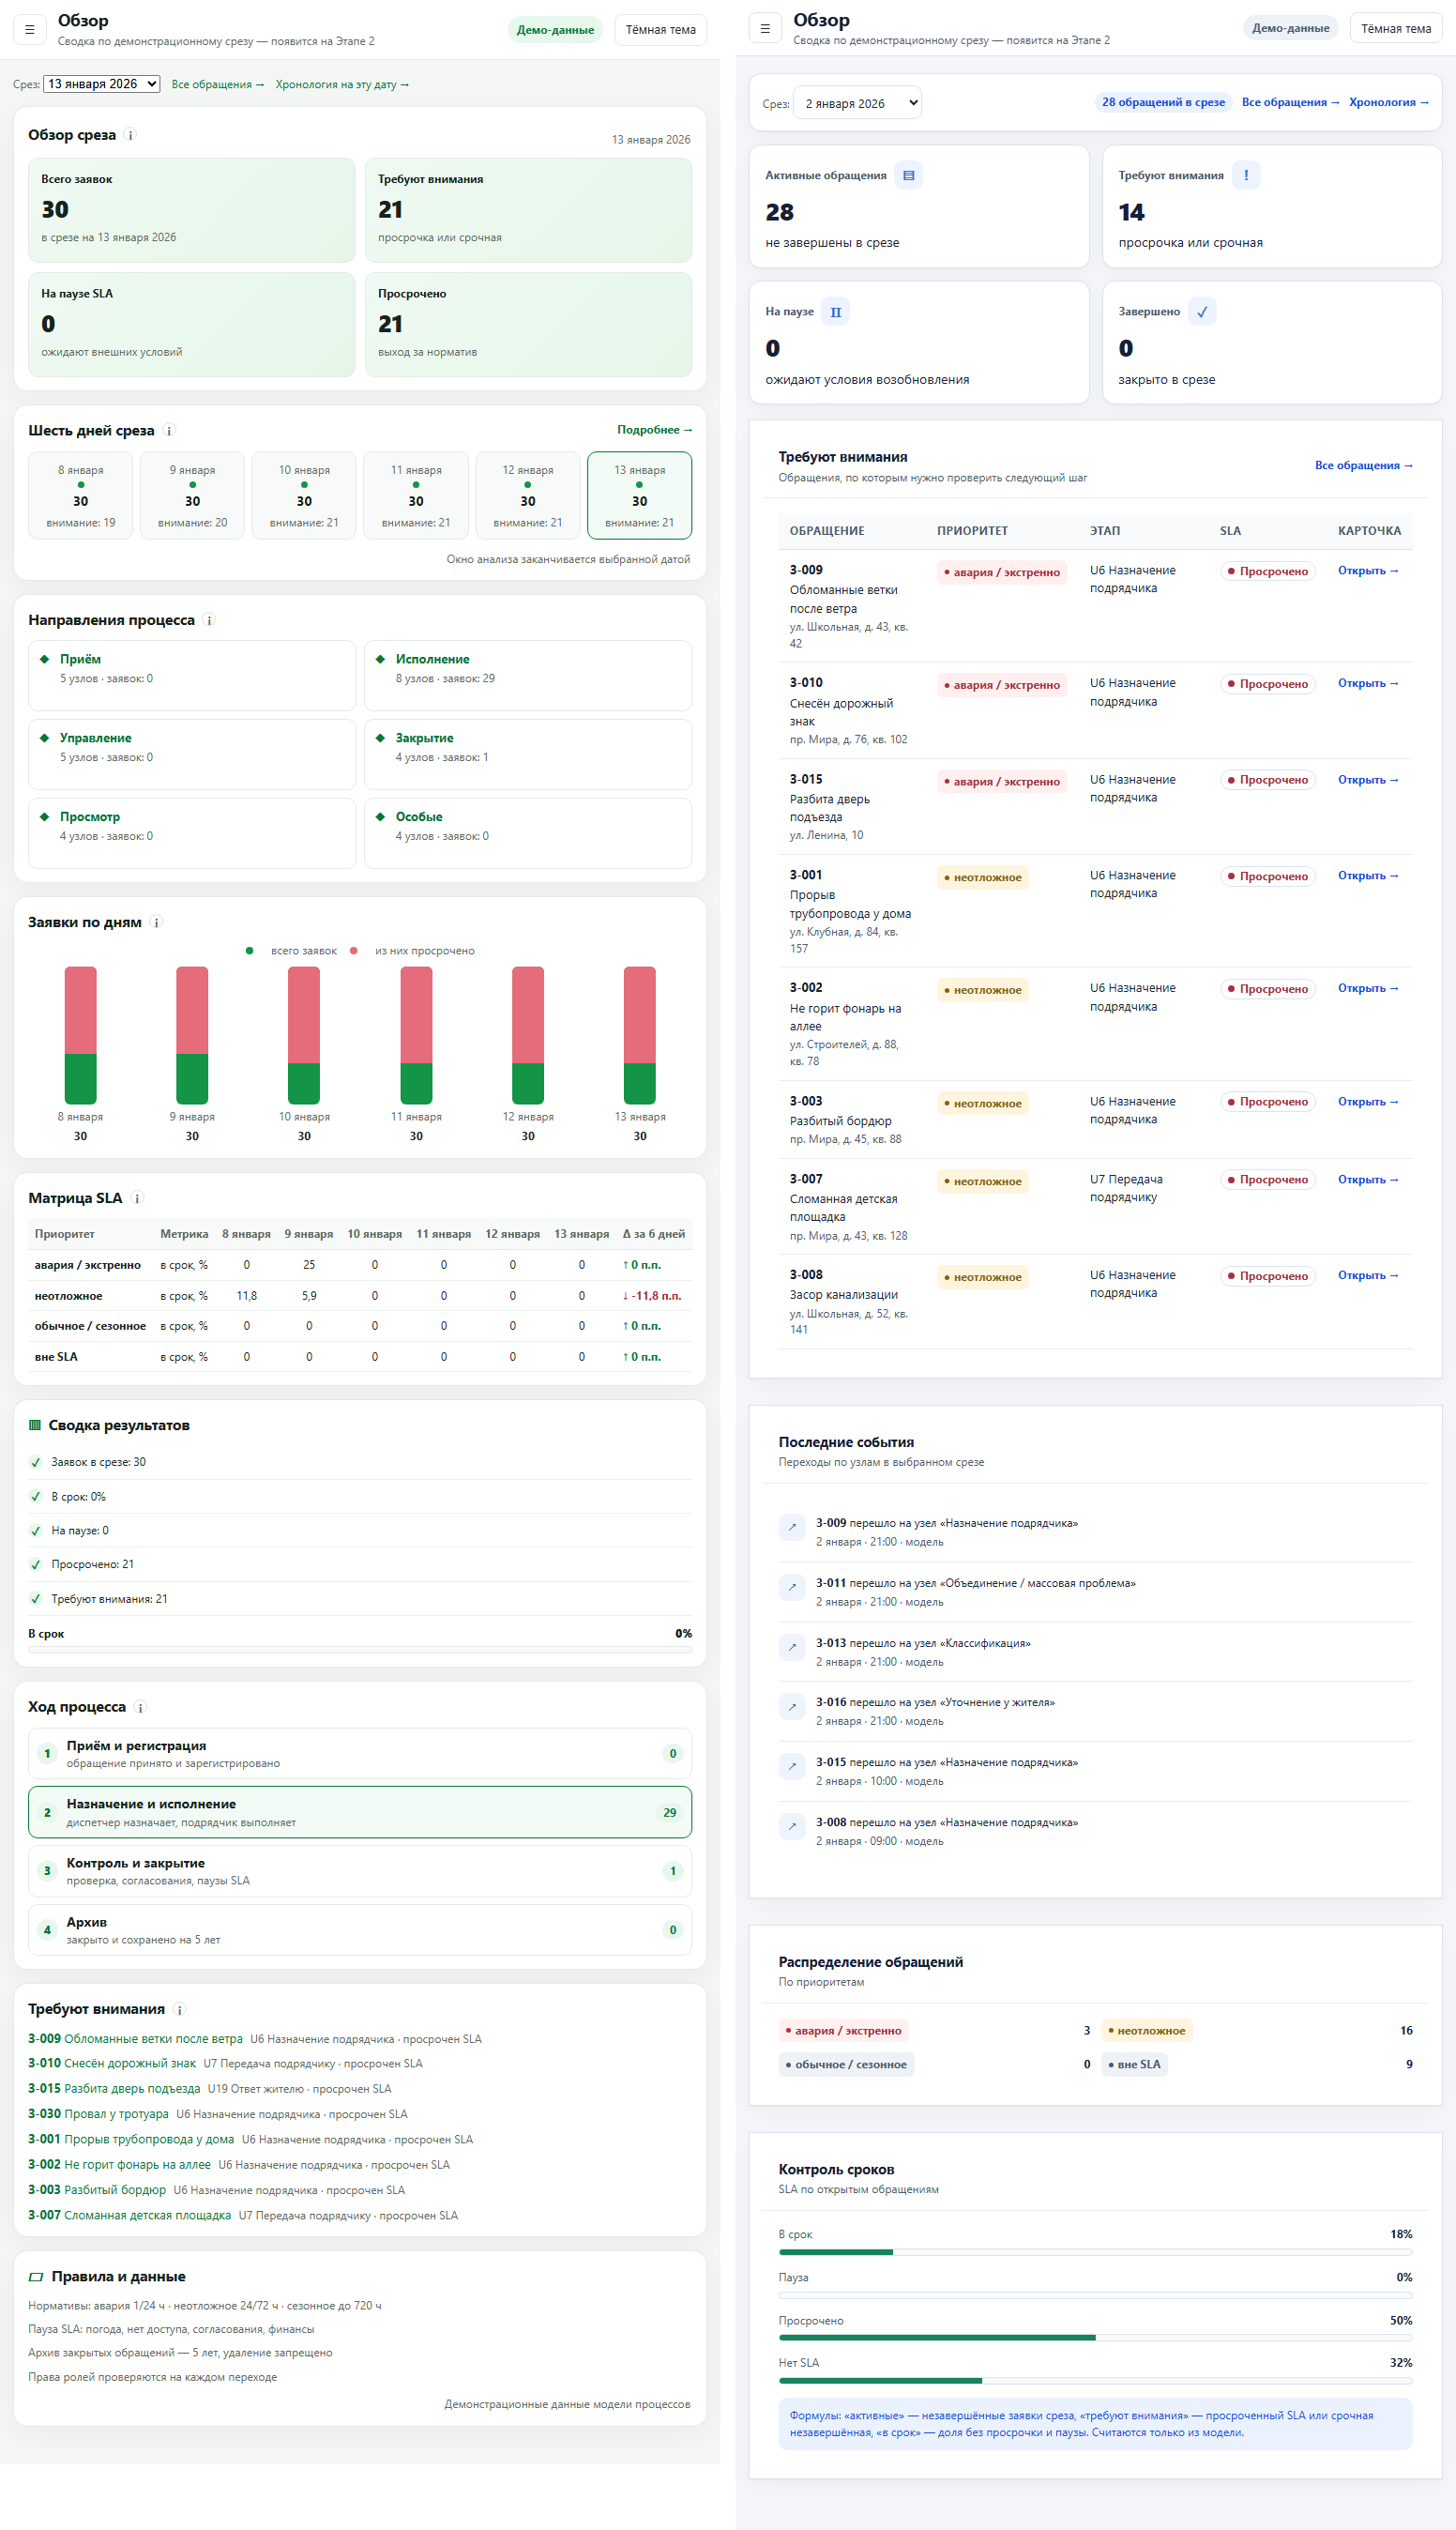 ☰
Обзор
Сводка по демонстрационному срезу — появится на Этапе 2
Демо-данные
Тёмная тема
Срез: 13 января 2026
Все обращения →
Хронология на эту дату →
Обзор среза i
13 января 2026
Всего заявок
30
в срезе на 13 января 2026
Требуют внимания
21
просрочка или срочная
На паузе SLA
0
ожидают внешних условий
Просрочено
21
выход за норматив
Шесть дней среза i
Подробнее →
8 января
30
внимание: 19
9 января
30
внимание: 20
10 января
30
внимание: 21
11 января
30
внимание: 21
12 января
30
внимание: 21
13 января
30
внимание: 21
Окно анализа заканчивается выбранной датой
Направления процесса i
Приём
5 узлов · заявок: 0
Исполнение
8 узлов · заявок: 29
Управление
5 узлов · заявок: 0
Закрытие
4 узлов · заявок: 1
Просмотр
4 узлов · заявок: 0
Особые
4 узлов · заявок: 0
Заявки по дням i
всего заявок
из них просрочено
8 января
30
9 января
30
10 января
30
11 января
30
12 января
30
13 января
30
Матрица SLA i
Приоритет Метрика 8 января 9 января 10 января 11 января 12 января 13 января Δ за 6 дней
авария / экстренно в срок, % 0 25 0 0 0 0 ↑ 0 п.п.
неотложное в срок, % 11,8 5,9 0 0 0 0 ↓ -11,8 п.п.
обычное / сезонное в срок, % 0 0 0 0 0 0 ↑ 0 п.п.
вне SLA в срок, % 0 0 0 0 0 0 ↑ 0 п.п.
Сводка результатов
✓ Заявок в срезе: 30
✓ В срок: 0%
✓ На паузе: 0
✓ Просрочено: 21
✓ Требуют внимания: 21
В срок 0%
Ход процесса i
1 Приём и регистрация 0
обращение принято и зарегистрировано
2 Назначение и исполнение 29
диспетчер назначает, подрядчик выполняет
3 Контроль и закрытие 1
проверка, согласования, паузы SLA
4 Архив 0
закрыто и сохранено на 5 лет
Требуют внимания i
3-009 Обломанные ветки после ветра U6 Назначение подрядчика · просрочен SLA
3-010 Снесён дорожный знак U7 Передача подрядчику · просрочен SLA
3-015 Разбита дверь подъезда U19 Ответ жителю · просрочен SLA
3-030 Провал у тротуара U6 Назначение подрядчика · просрочен SLA
3-001 Прорыв трубопровода у дома U6 Назначение подрядчика · просрочен SLA
3-002 Не горит фонарь на аллее U6 Назначение подрядчика · просрочен SLA
3-003 Разбитый бордюр U6 Назначение подрядчика · просрочен SLA
3-007 Сломанная детская площадка U7 Передача подрядчику · просрочен SLA
Правила и данные
Нормативы: авария 1/24 ч · неотложное 24/72 ч · сезонное до 720 ч
Пауза SLA: погода, нет доступа, согласования, финансы
Архив закрытых обращений — 5 лет, удаление запрещено
Права ролей проверяются на каждом переходе
Демонстрационные данные модели процессов
☰
Обзор
Сводка по демонстрационному срезу — появится на Этапе 2
Демо-данные
Тёмная тема
Срез: 2 января 2026
28 обращений в срезе
Все обращения →
Хронология →
Активные обращения
28
не завершены в срезе
Требуют внимания !
14
просрочка или срочная
На паузе
0
ожидают условия возобновления
Завершено ✓
0
закрыто в срезе
Требуют внимания
Обращения, по которым нужно проверить следующий шаг
Все обращения →
ОБРАЩЕНИЕ ПРИОРИТЕТ ЭТАП SLA КАРТОЧКА
3-009 авария / экстренно U6 Назначение Просрочено Открыть →
Обломанные ветки подрядчика
после ветра
ул. Школьная, д. 43, кв.
42
3-010 авария / экстренно U6 Назначение Просрочено Открыть →
Снесён дорожный подрядчика
знак
пр. Мира, д. 76, кв. 102
3-015 авария / экстренно U6 Назначение Просрочено Открыть →
Разбита дверь подрядчика
подъезда
ул. Ленина, 10
3-001 неотложное U6 Назначение Просрочено Открыть →
Прорыв подрядчика
трубопровода у дома
ул. Клубная, д. 84, кв.
157
3-002 неотложное U6 Назначение Просрочено Открыть →
Не горит фонарь на подрядчика
аллее
ул. Строителей, д. 88,
кв. 78
3-003 неотложное U6 Назначение Просрочено Открыть →
Разбитый бордюр подрядчика
пр. Мира, д. 45, кв. 88
3-007 неотложное U7 Передача Просрочено Открыть →
Сломанная детская подрядчику
площадка
пр. Мира, д. 43, кв. 128
3-008 неотложное U6 Назначение Просрочено Открыть →
Засор канализации подрядчика
ул. Школьная, д. 52, кв.
141
Последние события
Переходы по узлам в выбранном срезе
3-009 перешло на узел «Назначение подрядчика»
2 января · 21:00 · модель
3-011 перешло на узел «Объединение / массовая проблема»
2 января · 21:00 · модель
3-013 перешло на узел «Классификация»
2 января · 21:00 · модель
3-016 перешло на узел «Уточнение у жителя»
2 января · 21:00 · модель
3-015 перешло на узел «Назначение подрядчика»
2 января · 10:00 · модель
3-008 перешло на узел «Назначение подрядчика»
2 января · 09:00 · модель
Распределение обращений
По приоритетам
авария / экстренно 3
неотложное 16
обычное / сезонное 0
вне SLA 9
Контроль сроков
SLA по открытым обращениям
В срок 18%
Пауза 0%
Просрочено 50%
Нет SLA 32%
Формулы: «активные» — незавершённые заявки среза, «требуют внимания» — просроченный SLA или срочная
незавершённая, «в срок» — доля без просрочки и паузы. Считаются только из модели.